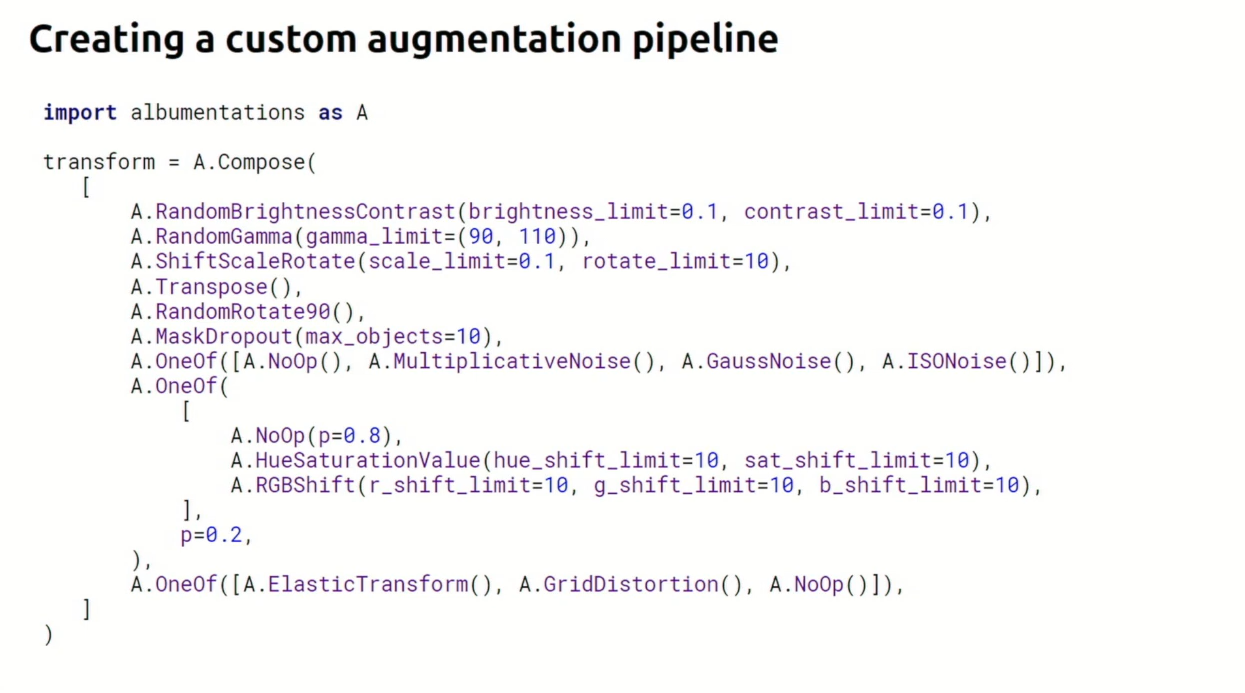 Creating a custom augmentation pipeline
import albumentations as A
transform = A.Compose(
[
A.RandomBrightnessContrast(brightness_limit=0.1, contrast_limit=0.1),
A.RandomGamma(gamma_limit=(90, 110)),
A.ShiftScaleRotate(scale_limit=0.1, rotate_limit=10),
A.Transpose(),
A.RandomRotate90(),
A.MaskDropout(max_objects=10),
A.OneOf([A.NoOp(), A.MultiplicativeNoise(), A.GaussNoise(), A.ISONoise()]),
A.OneOf(
[
A.NoOp(p=0.8),
A.HueSaturationValue(hue_shift_limit=10, sat_shift_limit=10),
A.RGBShift(r_shift_limit=10, g_shift_limit=10, b_shift_limit=10),
],
p=0.2,
),
A.OneOf([A.ElasticTransform(), A.GridDistortion(), A.NoOp()]),
]
)